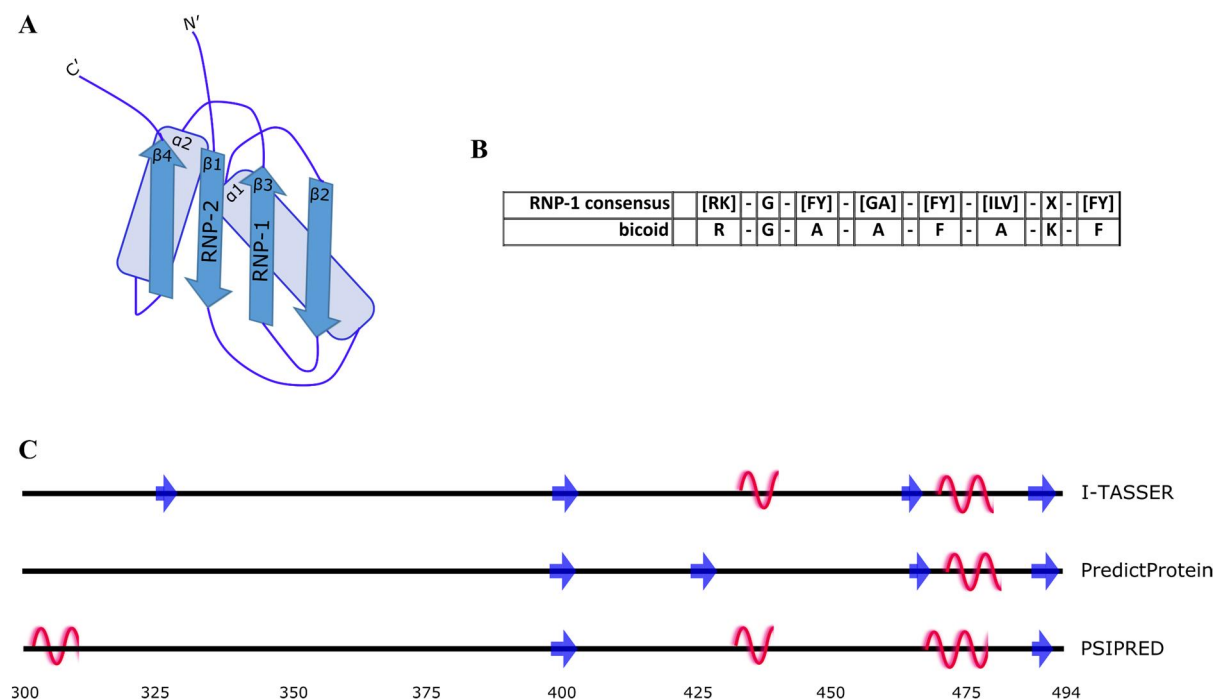 A
N'
C'
α2
β4
β1
α1
β3
β2
RNP-2
RNP-1
B
RNP-1 consensus [RK] - G - [FY] - [GA] - [FY] - [ILV] - X - [FY]
bicoid R - G - A - A - F - A - K - F
C
I-TASSER
PredictProtein
PSIPRED
300 325 350 375 400 425 450 475 494